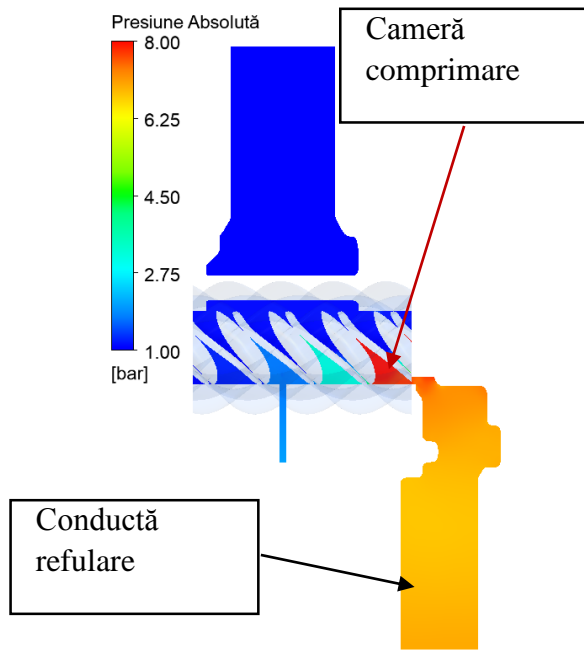 Presiune Absolută
8.00
6.25
4.50
2.75
1.00
[bar]
Cameră
comprimare
Conductă
refulare